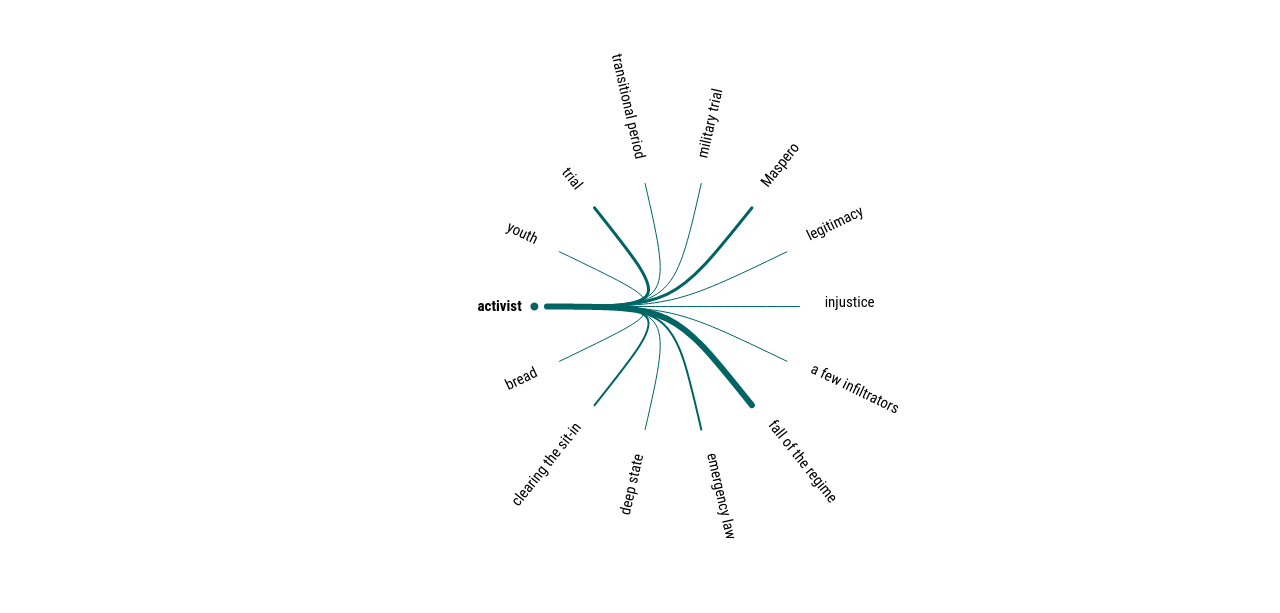 transitional period
military trial
Maspero
trial
legitimacy
youth
injustice
activist
a few infiltrators
bread
fall of the regime
clearing the sit-in
deep state
emergency law